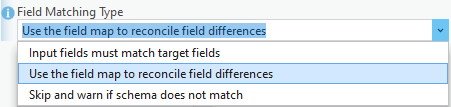 Field Matching Type
Use the field map to reconcile field differences
Input fields must match target fields
Use the field map to reconcile field differences
Skip and warn if schema does not match